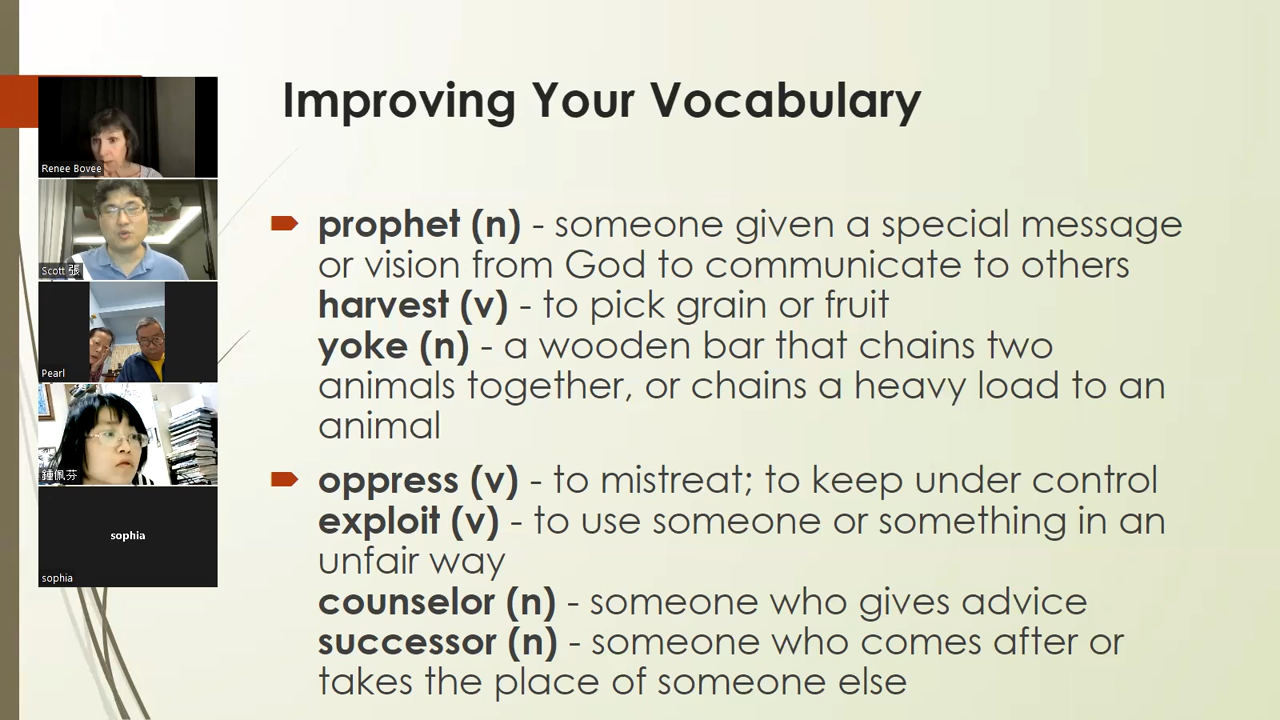 Improving Your Vocabulary
Renee Bovee
Scott 張
Pearl
鍾佩芬
sophia
sophia
prophet (n) - someone given a special message
or vision from God to communicate to others
harvest (v) - to pick grain or fruit
yoke (n) - a wooden bar that chains two
animals together, or chains a heavy load to an
animal
oppress (v) - to mistreat; to keep under control
exploit (v) - to use someone or something in an
unfair way
counselor (n) - someone who gives advice
successor (n) - someone who comes after or
takes the place of someone else